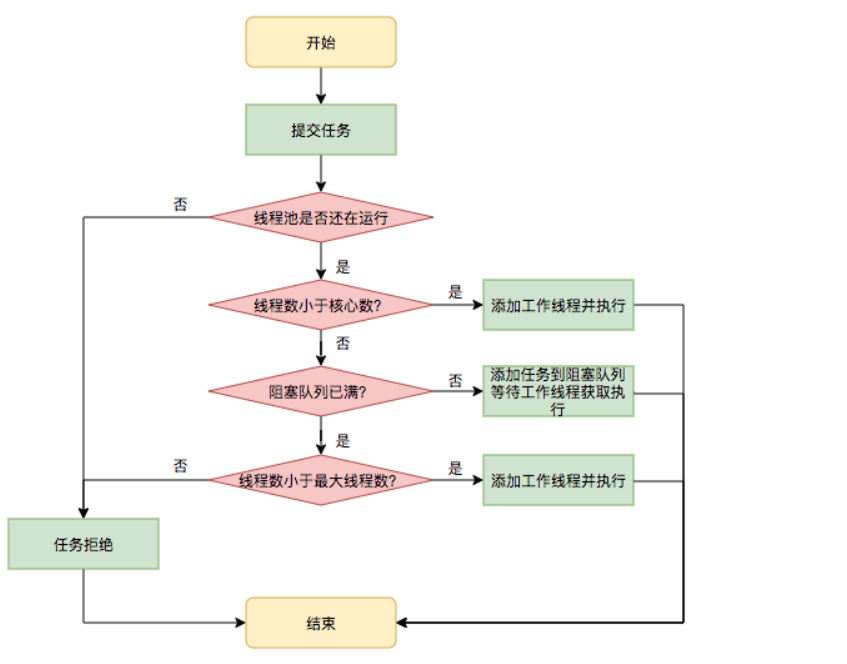 开始
提交任务
否
线程池是否还在运行
是
线程数小于核心数?
是
添加工作线程并执行
否
阻塞队列已满?
否
添加任务到阻塞队列
等待工作线程获取执
行
是
否
线程数小于最大线程数?
是
添加工作线程并执行
任务拒绝
结束